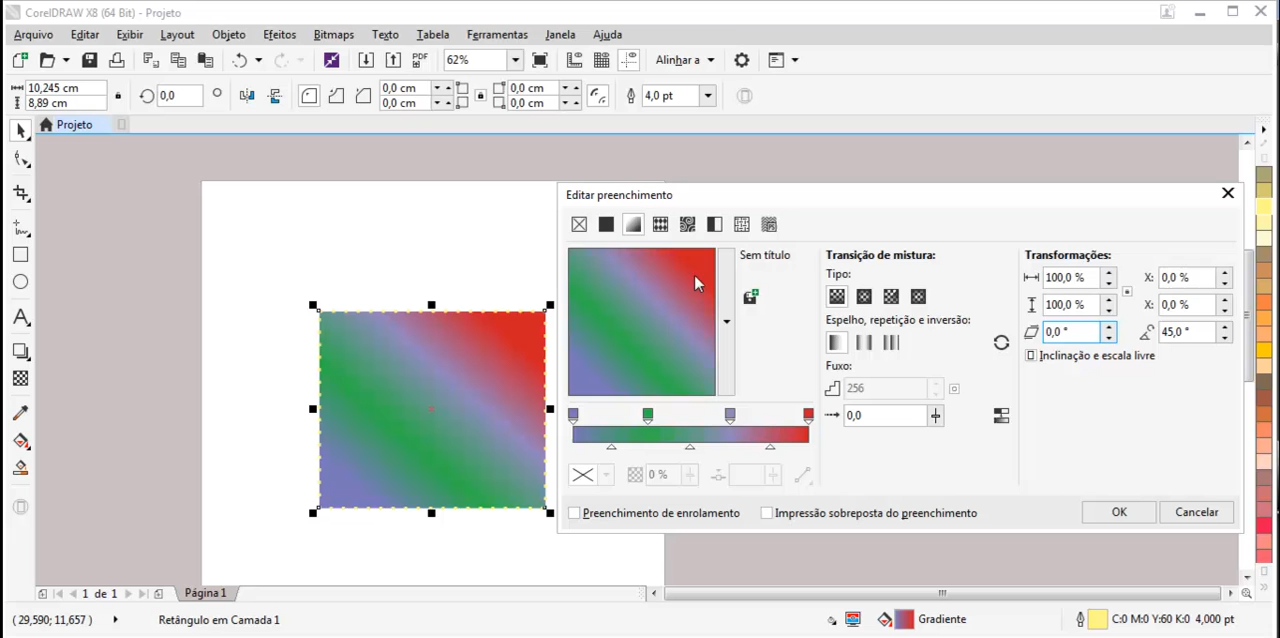 CorelDRAW X8 (64 Bit) - Projeto
Arquivo Editar Exibir Layout Objeto Efeitos Bitmaps Texto Tabela Ferramentas Janela Ajuda
PDF 62% Alinhar a
10,245 cm
8,89 cm
0,0
0,0 cm
0,0 cm
0,0 cm
0,0 cm
4,0 pt
Projeto
Editar preenchimento
Sem título
Transição de mistura:
Tipo:
Espelho, repetição e inversão:
Fuxo:
256
0,0
Transformações:
100,0 % X: 0,0 %
100,0 % X: 0,0 %
0,0 ° 45,0 °
Inclinação e escala livre
0 %
Preenchimento de enrolamento Impressão sobreposta do preenchimento
OK Cancelar
1 de 1 Página 1
(29,590; 11,657) Retângulo em Camada 1 Gradiente C:0 M:0 Y:60 K:0 4,000 pt